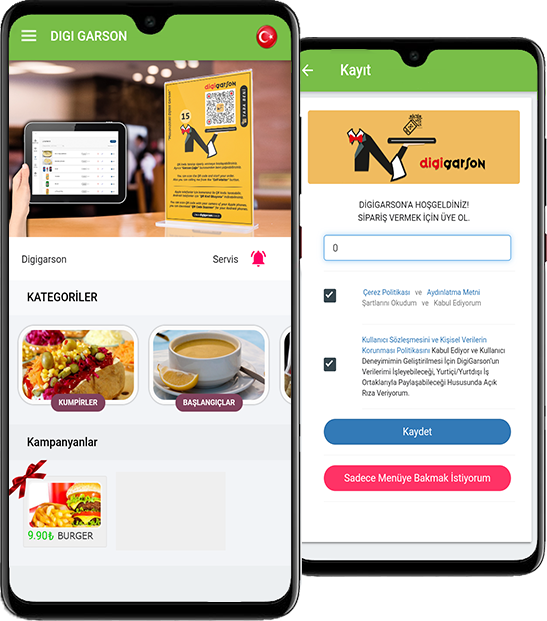 DIGI GARSON
digigarson
15
Digigarson
Servis
KATEGORİLER
KUMPİRLER
BAŞLANGIÇLAR
Kampanyalar
9.90₺ BURGER
Kayıt
digigarson
DİGİGARSON'A HOŞGELDİNİZ!
SİPARİŞ VERMEK İÇİN ÜYE OL.
0
Çerez Politikası ve Aydınlatma Metni
Şartlarını Okudum ve Kabul Ediyorum
Kullanıcı Sözleşmesini ve Kişisel Verilerin
Korunması Politikasını Kabul Ediyor ve Kullanıcı
Deneyimimin Geliştirilmesi İçin DigiGarson'un
Verilerimi İşleyebileceği, Yurtiçi/Yurtdışı İş
Ortaklarıyla Paylaşabileceği Hususunda Açık
Rıza Veriyorum.
Kaydet
Sadece Menüye Bakmak İstiyorum